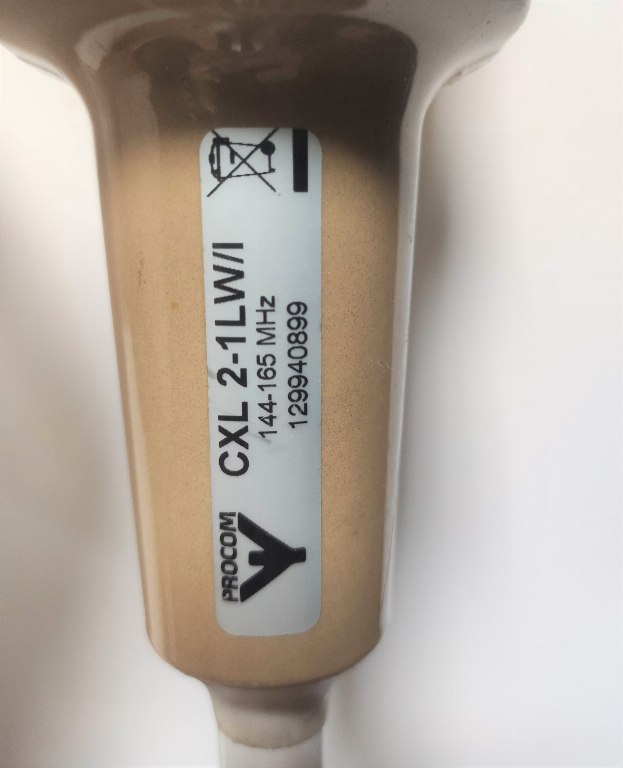 PROCOM
CXL 2-1LW/I
144-165 MHz
129940899